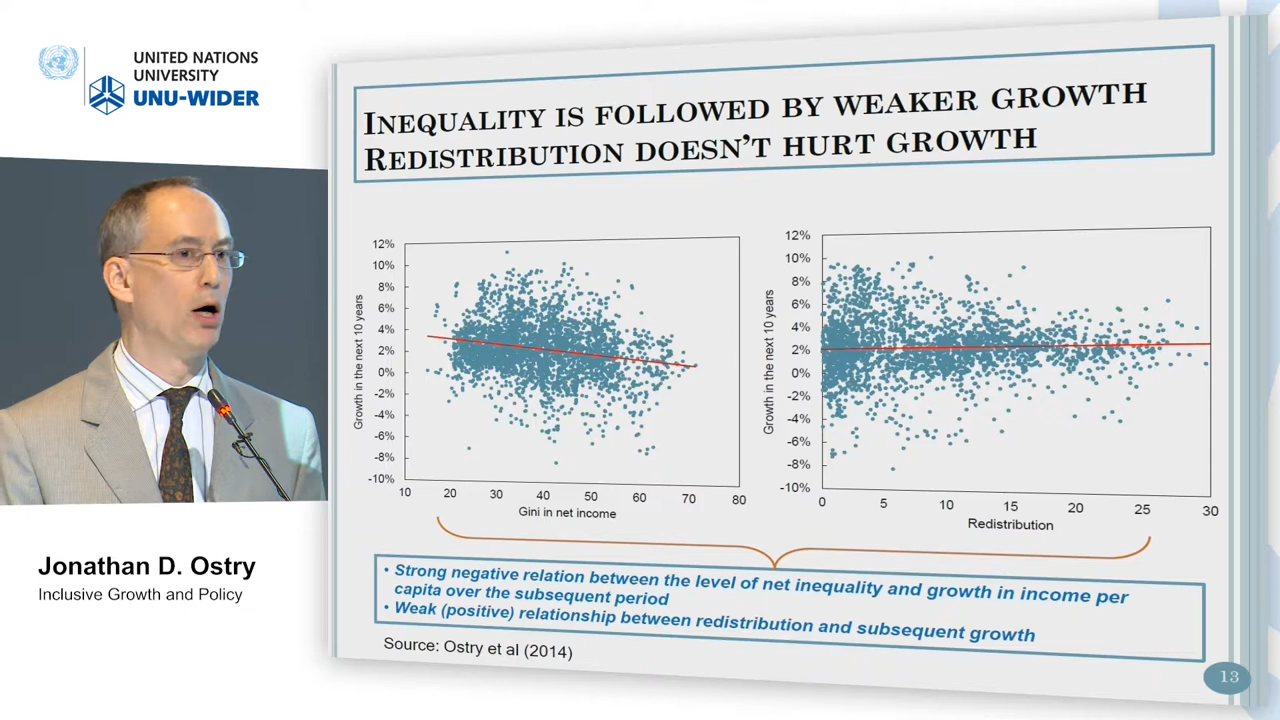 UNITED NATIONS
UNIVERSITY
UNU-WIDER
INEQUALITY IS FOLLOWED BY WEAKER GROWTH
REDISTRIBUTION DOESN'T HURT GROWTH
Growth in the next 10 years
12%
10%
8%
6%
4%
2%
0%
-2%
-4%
-6%
-8%
-10%
10 20 30 40 50 60 70 80
Gini in net income
Growth in the next 10 years
12%
10%
8%
6%
4%
2%
0%
-2%
-4%
-6%
-8%
-10%
0 5 10 15 20 25 30
Redistribution
• Strong negative relation between the level of net inequality and growth in income per
capita over the subsequent period
• Weak (positive) relationship between redistribution and subsequent growth
Source: Ostry et al (2014)
13
Jonathan D. Ostry
Inclusive Growth and Policy